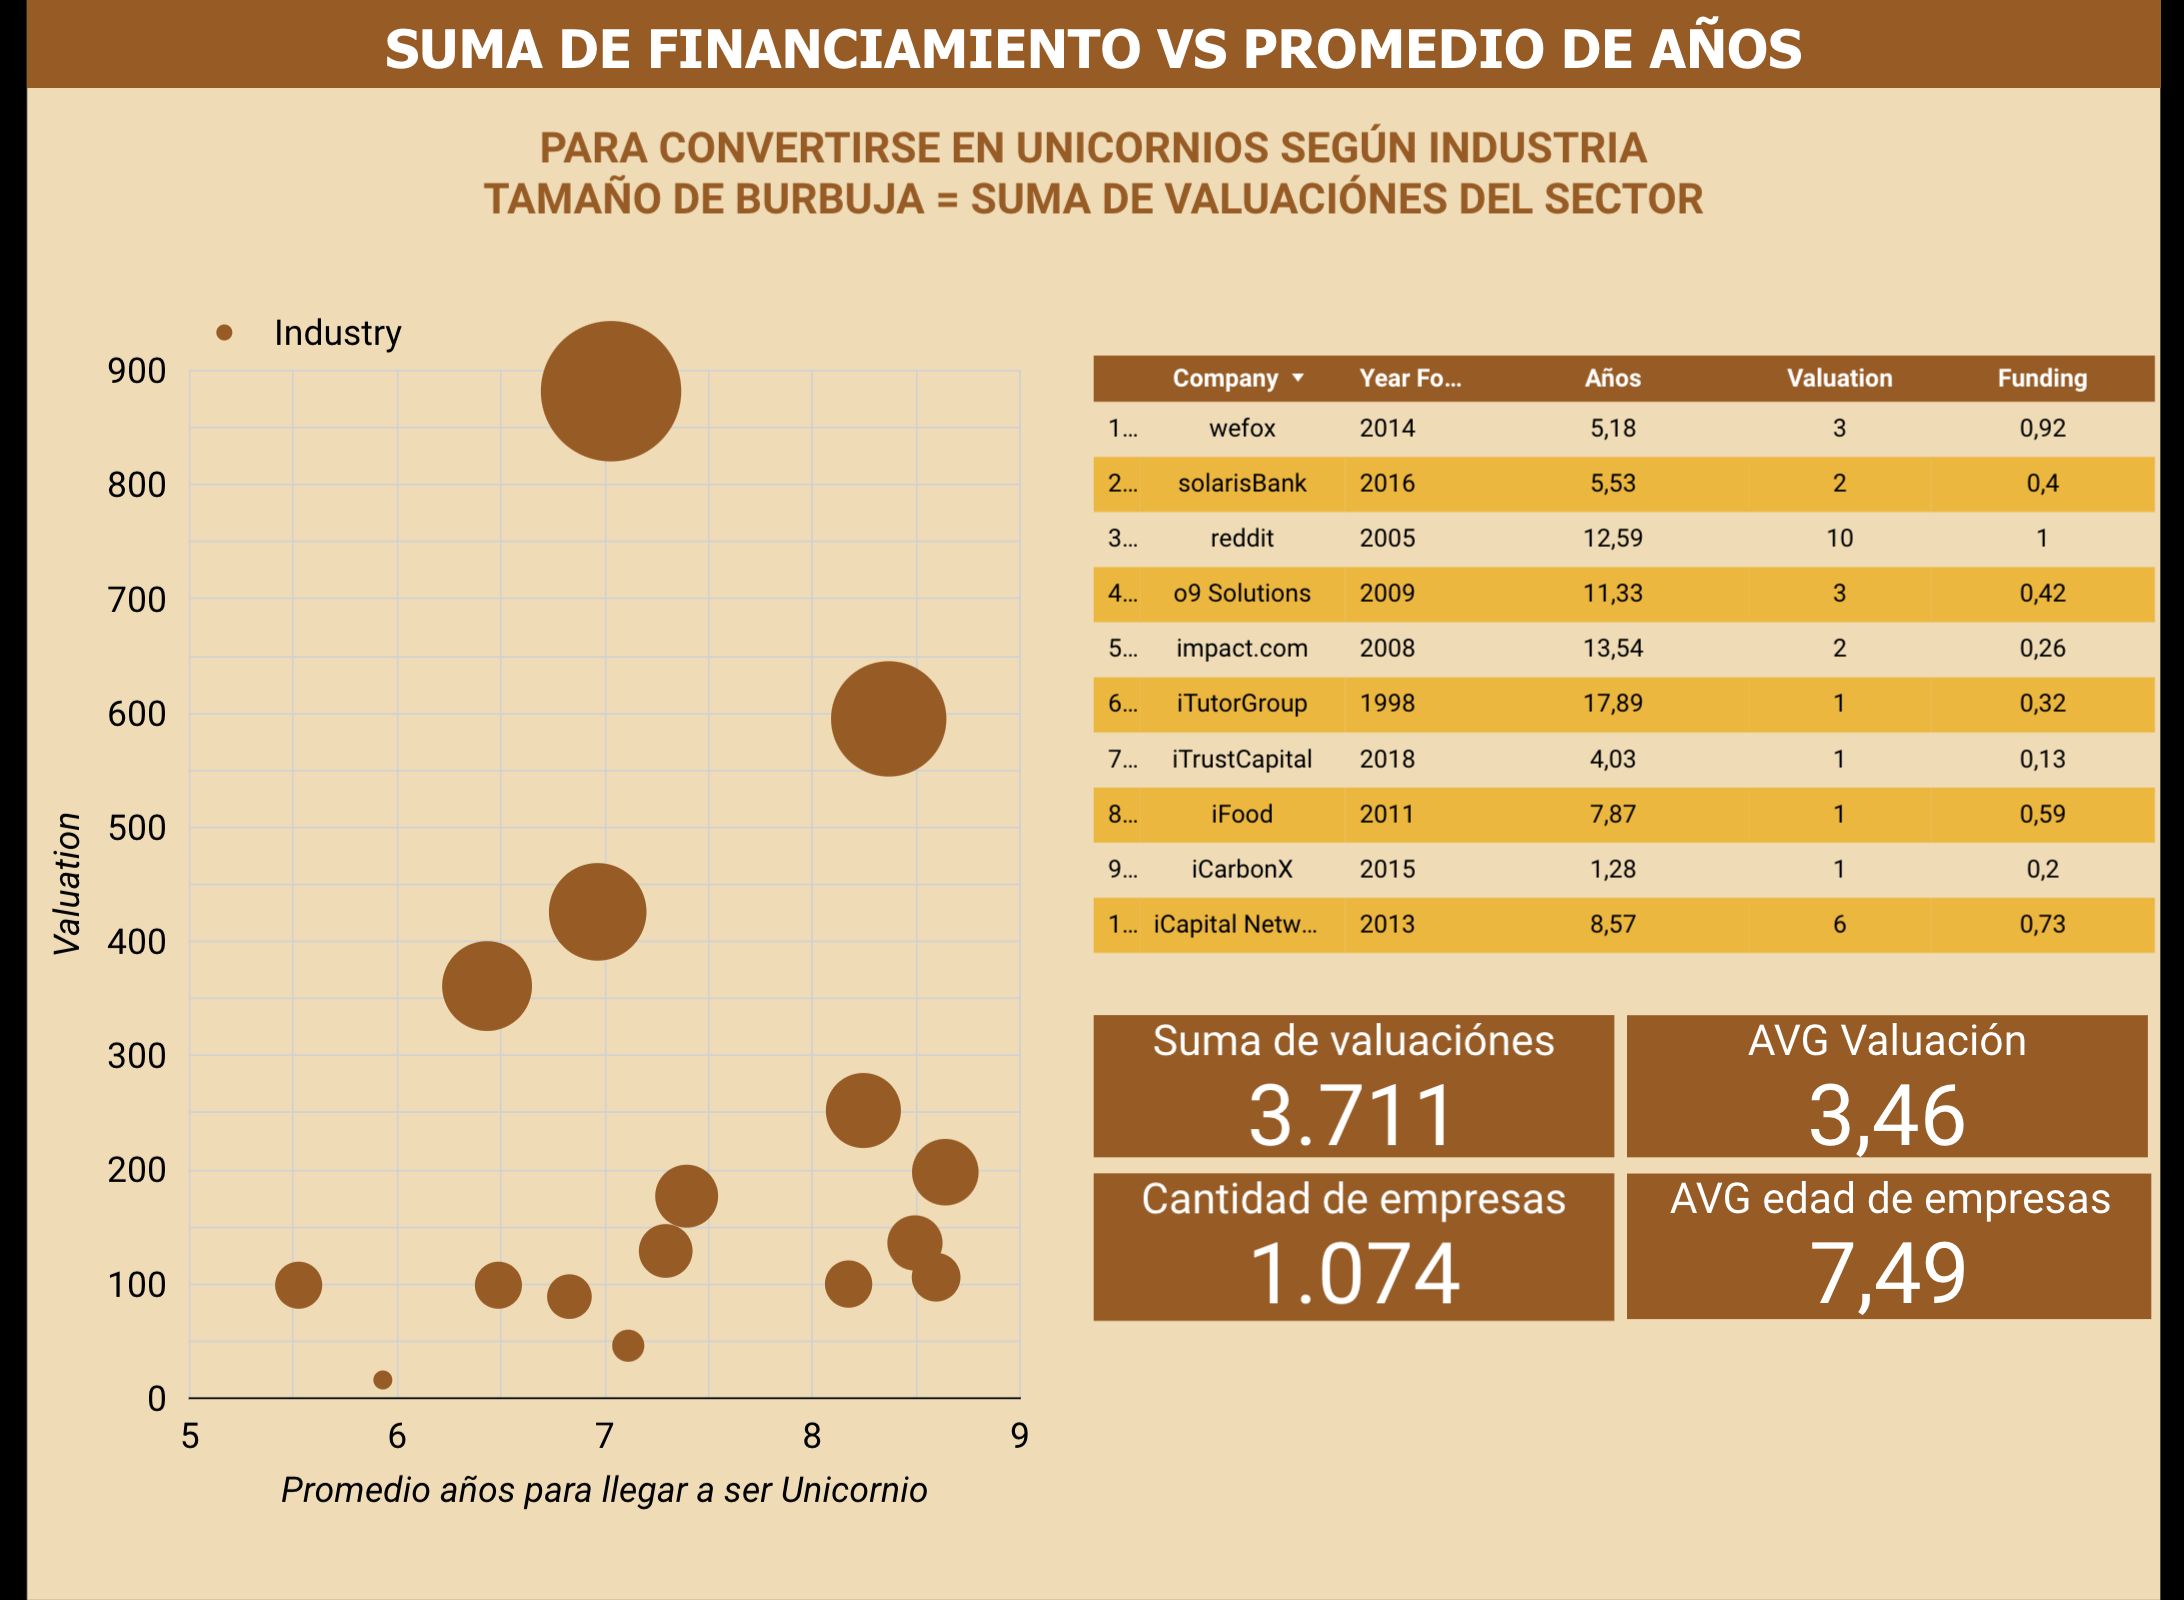 SUMA DE FINANCIAMIENTO VS PROMEDIO DE AÑOS
PARA CONVERTIRSE EN UNICORNIOS SEGÚN INDUSTRIA
TAMAÑO DE BURBUJA = SUMA DE VALUACIÓNES DEL SECTOR
Industry
900
800
700
600
500
400
300
200
100
0
Valuation
5 6 7 8 9
Promedio años para llegar a ser Unicornio
Company Year Fo... Años Valuation Funding
1... wefox 2014 5,18 3 0,92
2... solarisBank 2016 5,53 2 0,4
3... reddit 2005 12,59 10 1
4... o9 Solutions 2009 11,33 3 0,42
5... impact.com 2008 13,54 2 0,26
6... iTutorGroup 1998 17,89 1 0,32
7... iTrustCapital 2018 4,03 1 0,13
8... iFood 2011 7,87 1 0,59
9... iCarbonX 2015 1,28 1 0,2
1... iCapital Netw... 2013 8,57 6 0,73
Suma de valuaciónes
3.711
AVG Valuación
3,46
Cantidad de empresas
1.074
AVG edad de empresas
7,49